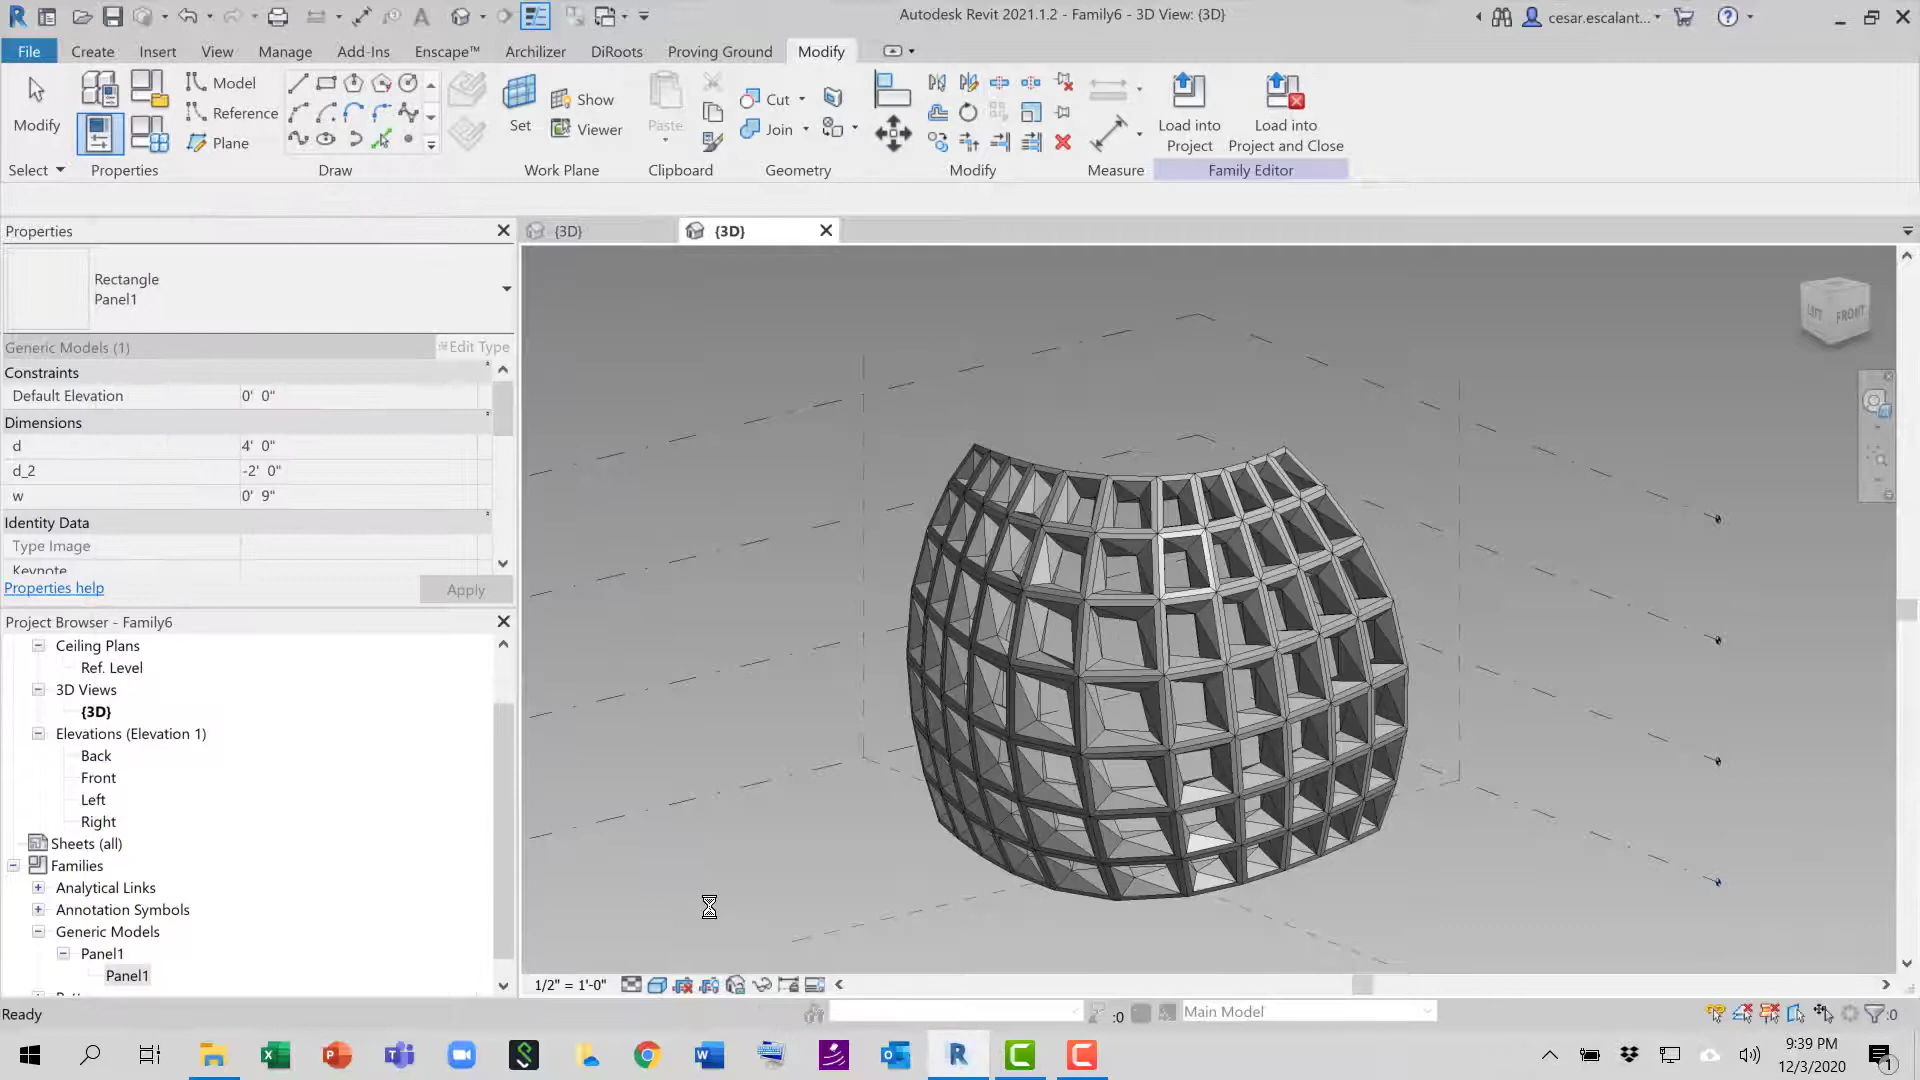 Autodesk Revit 2021.1.2 - Family6 - 3D View: {3D}
cesar.escalant...
File
Create
Insert
View
Manage
Add-Ins
Enscape™
Archilizer
DiRoots
Proving Ground
Modify
Modify
Model
Reference
Plane
Set
Show
Viewer
Paste
Cut
Join
Load into
Project
Load into
Project and Close
Select
Properties
Draw
Work Plane
Clipboard
Geometry
Modify
Measure
Family Editor
Properties
{3D}
{3D}
Rectangle
Panel1
Generic Models (1)
Edit Type
Constraints
Default Elevation
0' 0"
Dimensions
d
4' 0"
d_2
-2' 0"
w
0' 9"
Identity Data
Type Image
Keynote
Properties help
Apply
Project Browser - Family6
Ceiling Plans
Ref. Level
3D Views
{3D}
Elevations (Elevation 1)
Back
Front
Left
Right
Sheets (all)
Families
Analytical Links
Annotation Symbols
Generic Models
Panel1
Panel1
FRONT
1/2" = 1'-0"
Ready
:0
Main Model
:0
9:39 PM
12/3/2020
1